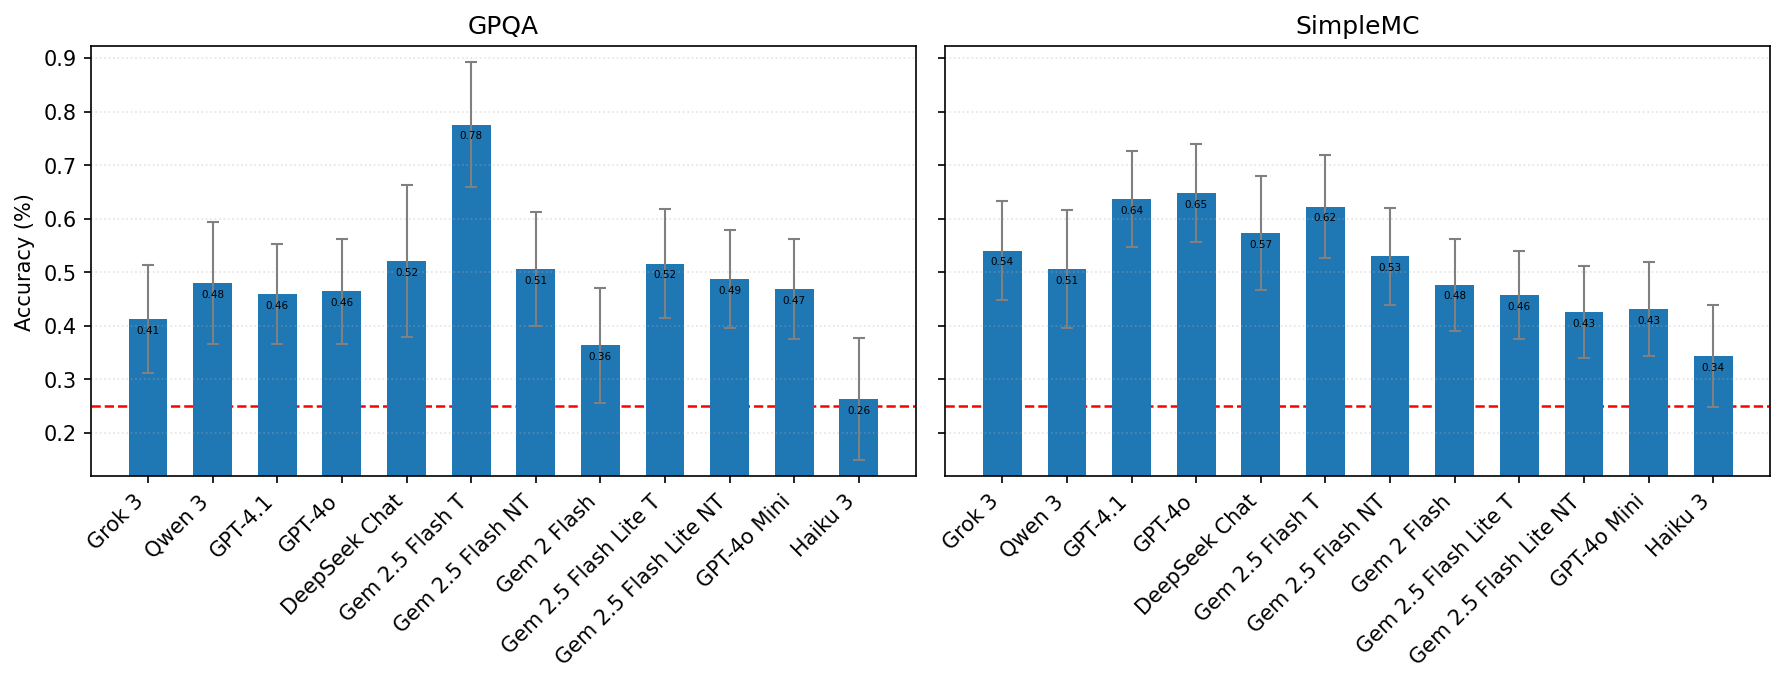 GPQA
SimpleMC
Accuracy (%)
0.9
0.8
0.7
0.6
0.5
0.4
0.3
0.2
0.41
0.48
0.46
0.46
0.52
0.78
0.51
0.36
0.52
0.49
0.47
0.26
0.54
0.51
0.64
0.65
0.57
0.62
0.53
0.48
0.46
0.43
0.43
0.34
Grok 3
Qwen 3
GPT-4.1
GPT-4o
DeepSeek Chat
Gem 2.5 Flash T
Gem 2.5 Flash NT
Gem 2 Flash
Gem 2.5 Flash Lite T
Gem 2.5 Flash Lite NT
GPT-4o Mini
Haiku 3
Grok 3
Qwen 3
GPT-4.1
GPT-4o
DeepSeek Chat
Gem 2.5 Flash T
Gem 2.5 Flash NT
Gem 2 Flash
Gem 2.5 Flash Lite T
Gem 2.5 Flash Lite NT
GPT-4o Mini
Haiku 3